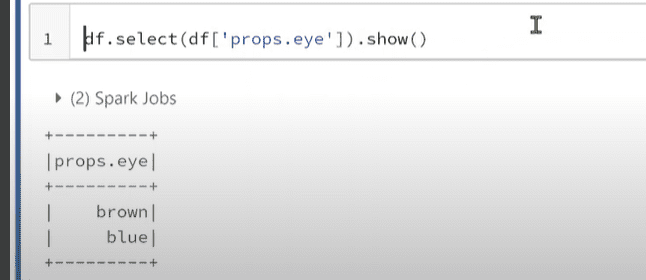 1 df.select(df['props.eye']).show()
(2) Spark Jobs
+---------+
|props.eye|
+---------+
|    brown|
|     blue|
+---------+